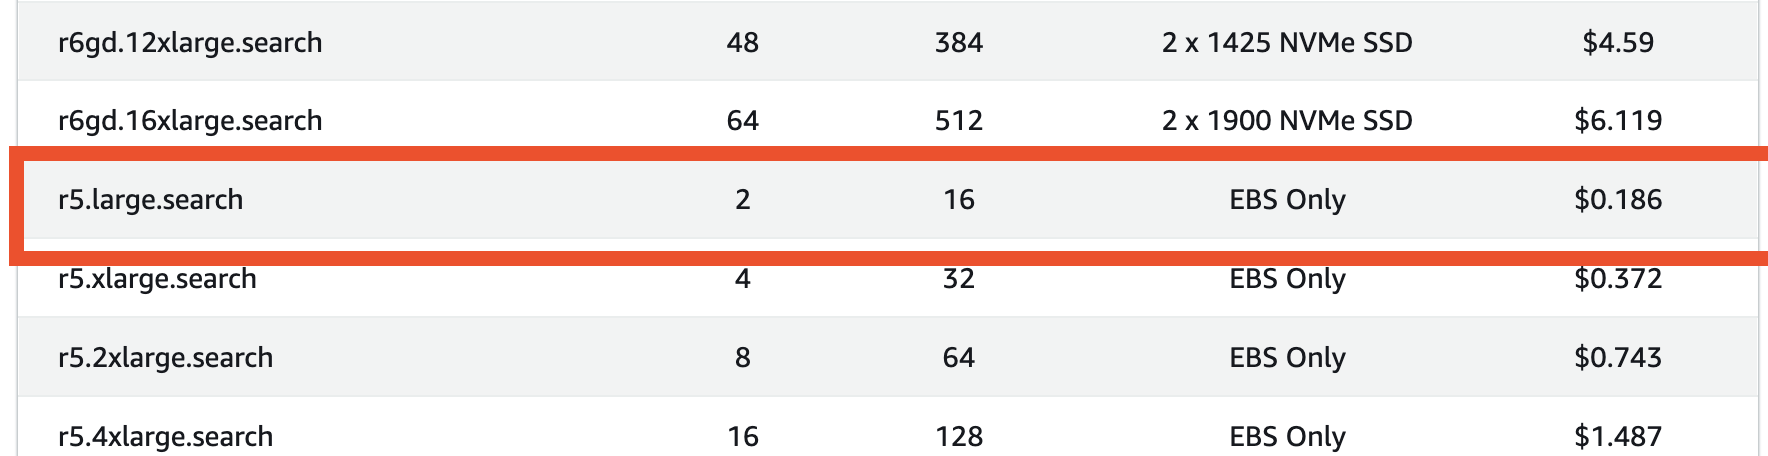 r6gd.12xlarge.search 48 384 2 x 1425 NVMe SSD $4.59
r6gd.16xlarge.search 64 512 2 x 1900 NVMe SSD $6.119
r5.large.search 2 16 EBS Only $0.186
r5.xlarge.search 4 32 EBS Only $0.372
r5.2xlarge.search 8 64 EBS Only $0.743
r5.4xlarge.search 16 128 EBS Only $1.487